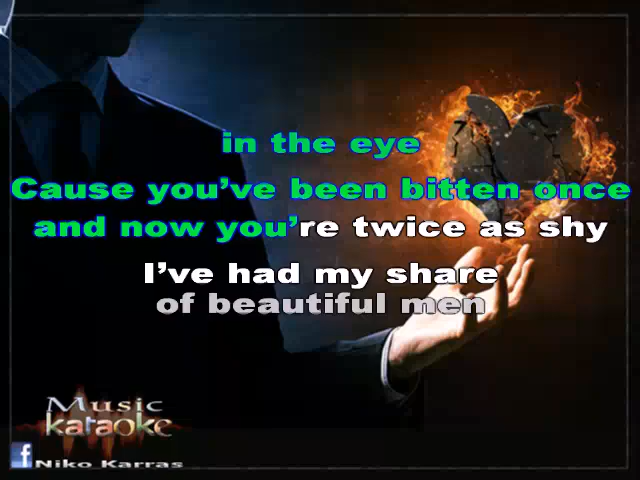 in the eye
Cause you've been bitten once
and now you're twice as shy
I've had my share
of beautiful men
Music
karaoke
f Niko Karras